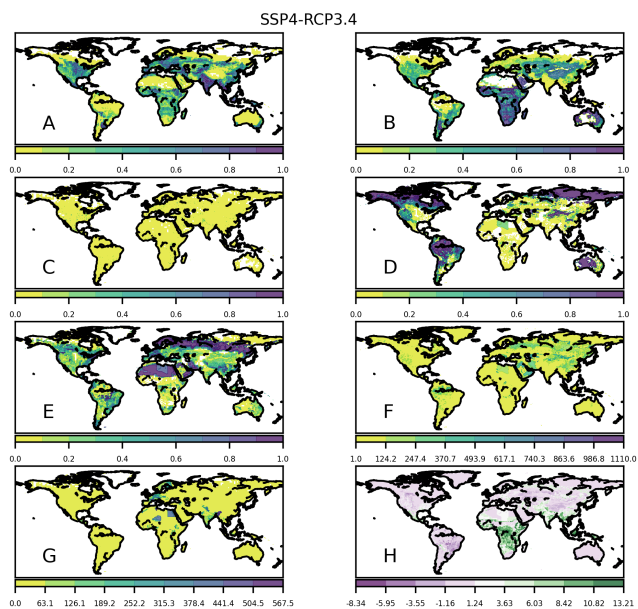 SSP4-RCP3.4
A
B
0.0 0.2 0.4 0.6 0.8 1.0
0.0 0.2 0.4 0.6 0.8 1.0
C
D
0.0 0.2 0.4 0.6 0.8 1.0
0.0 0.2 0.4 0.6 0.8 1.0
E
F
0.0 0.2 0.4 0.6 0.8 1.0
1.0 124.2 247.4 370.7 493.9 617.1 740.3 863.6 986.8 1110.0
G
H
0.0 63.1 126.1 189.2 252.2 315.3 378.4 441.4 504.5 567.5
-8.34 -5.95 -3.55 -1.16 1.24 3.63 6.03 8.42 10.82 13.21